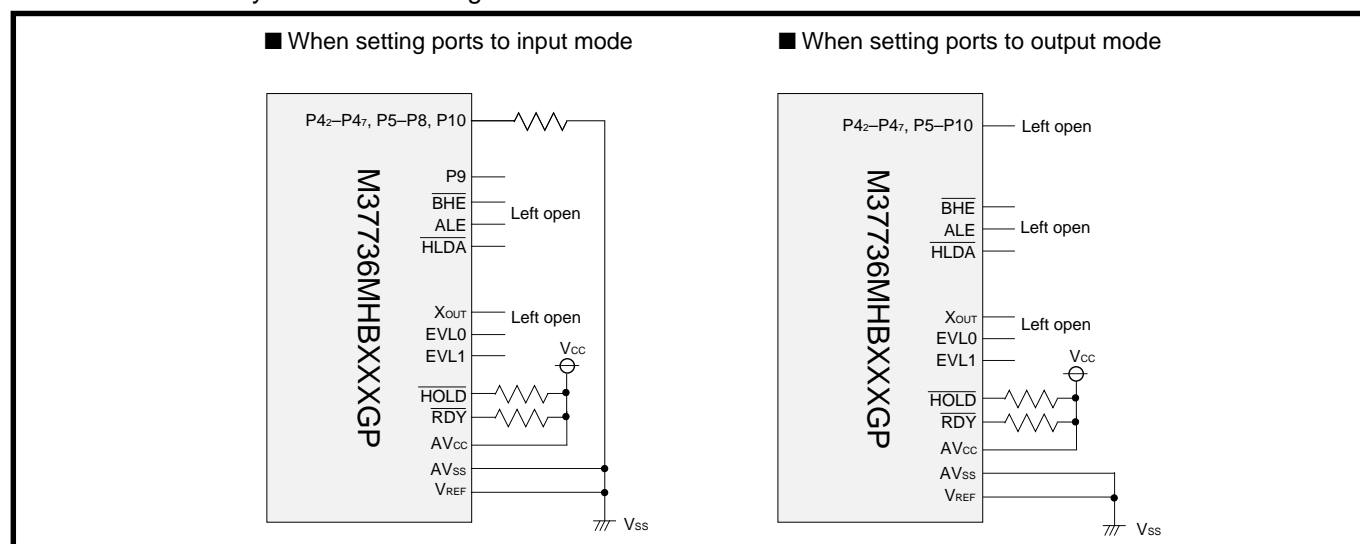 ■ When setting ports to input mode
P4₂–P4₇, P5–P8, P10
P9
BHE
ALE
HLDA
Left open
XOUT
EVL0
EVL1
Left open
VCC
HOLD
RDY
AVCC
AVSS
VREF
VSS
M37736MHBXXXGP
■ When setting ports to output mode
P4₂–P4₇, P5–P10
Left open
BHE
ALE
HLDA
Left open
XOUT
EVL0
EVL1
Left open
VCC
HOLD
RDY
AVCC
AVSS
VREF
VSS
M37736MHBXXXGP